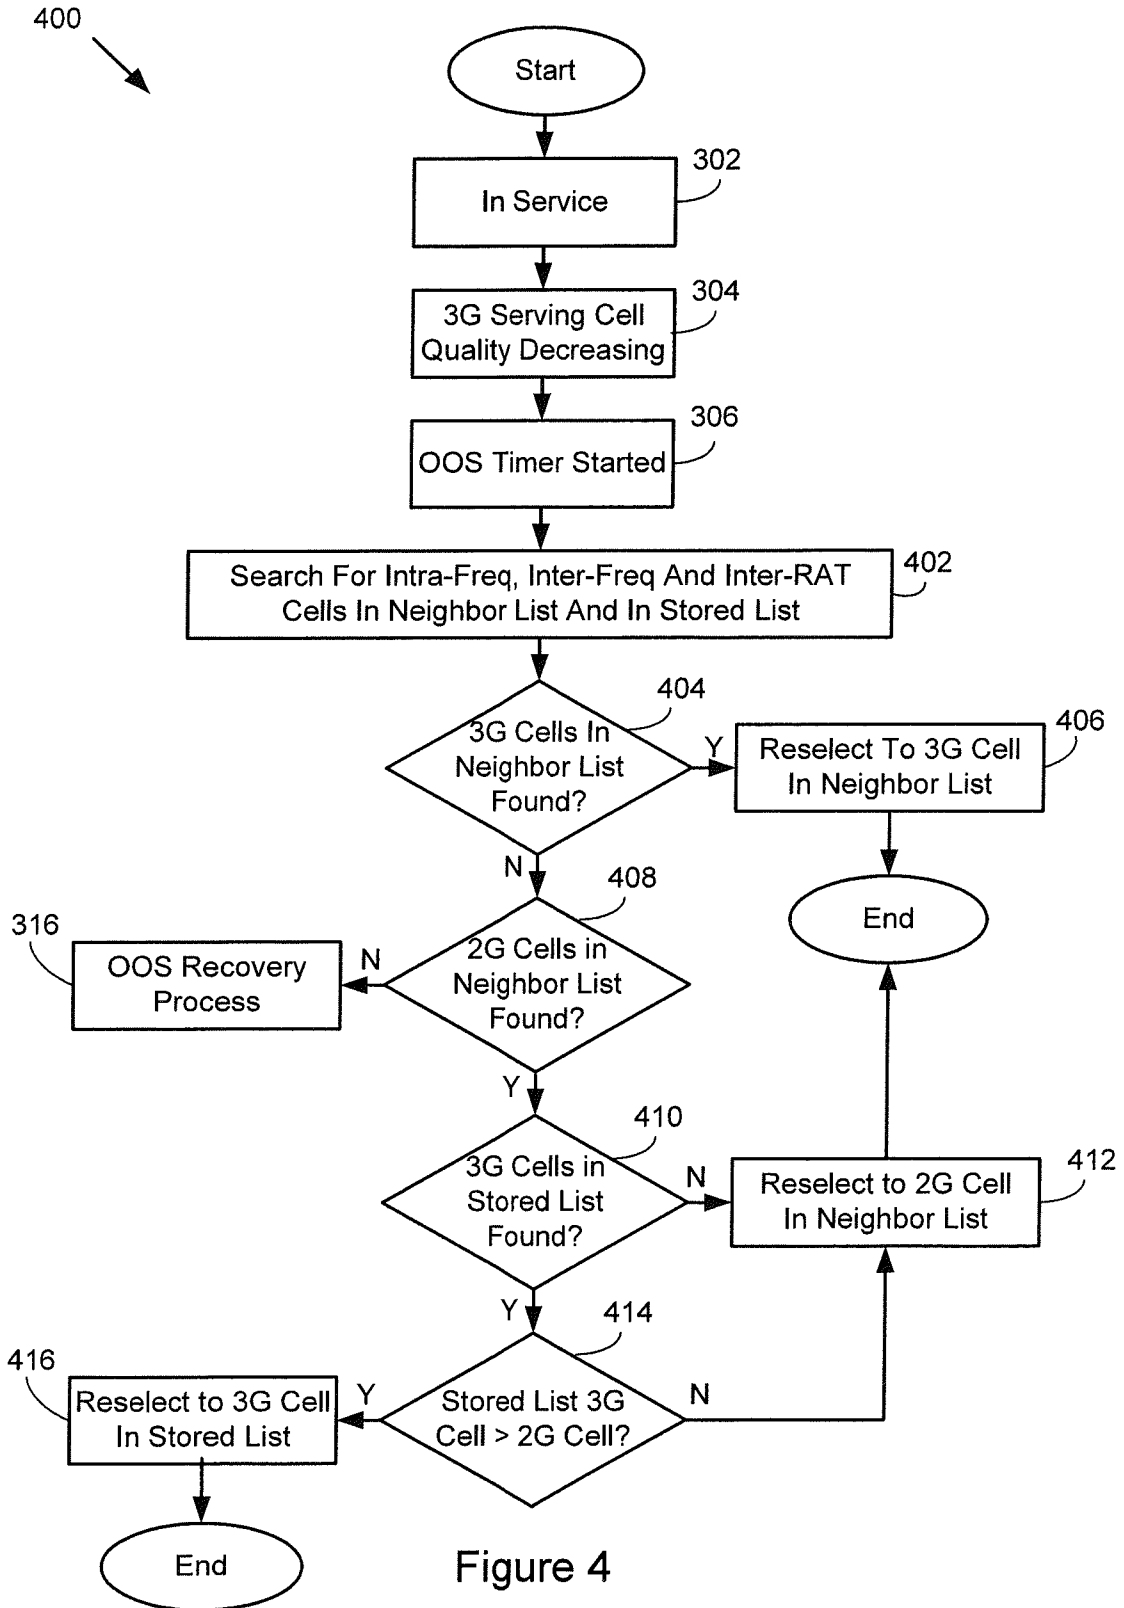 400
Start
302
In Service
304
3G Serving Cell
Quality Decreasing
306
OOS Timer Started
402
Search For Intra-Freq, Inter-Freq And Inter-RAT
Cells In Neighbor List And In Stored List
404
3G Cells In
Neighbor List
Found?
Y
406
Reselect To 3G Cell
In Neighbor List
N
408
End
316
OOS Recovery
Process
N
2G Cells in
Neighbor List
Found?
Y
410
3G Cells in
Stored List
Found?
N
412
Reselect to 2G Cell
In Neighbor List
Y
414
416
Reselect to 3G Cell
In Stored List
Y
Stored List 3G
Cell > 2G Cell?
N
End
Figure 4